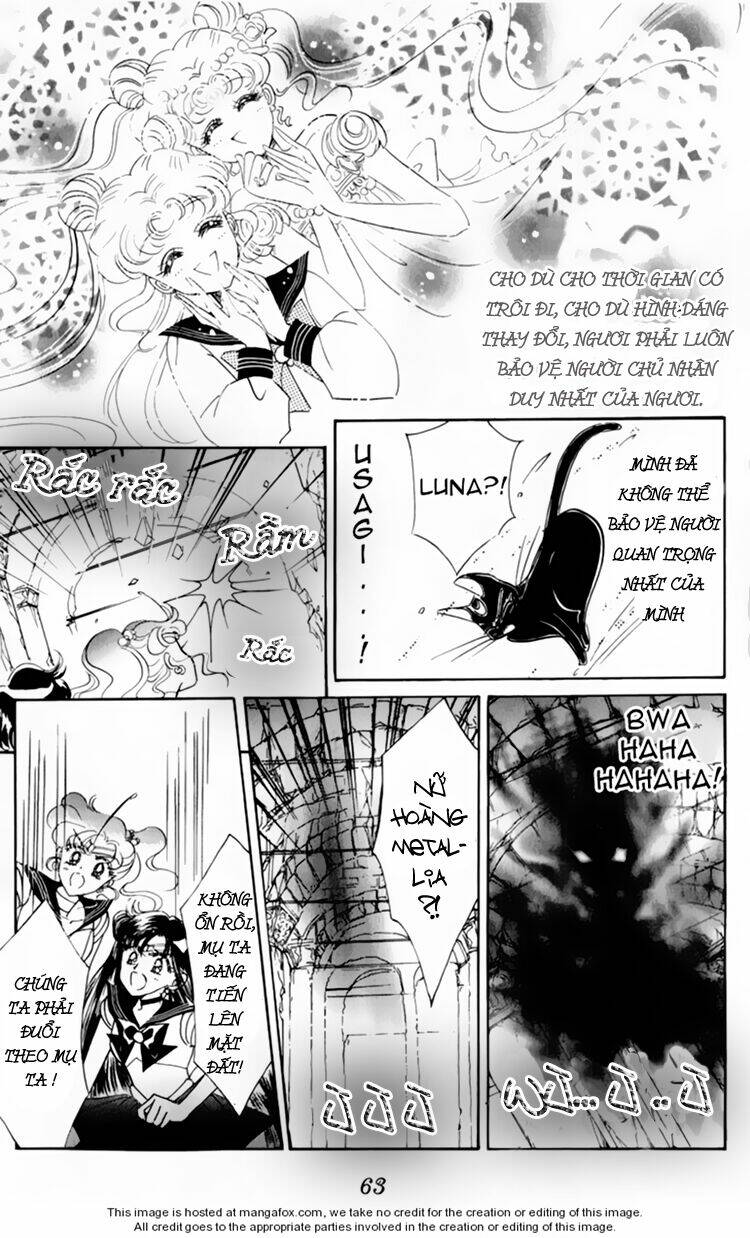 CHO DÙ CHO THỜI GIAN CÓ
TRÔI ĐI, CHO DÙ HÌNH DÁNG
THAY ĐỔI, NGƯƠI PHẢI LUÔN
BẢO VỆ NGƯỜI CHỦ NHÂN
DUY NHẤT CỦA NGƯƠI.
MÌNH ĐÃ
KHÔNG THỂ
BẢO VỆ NGƯỜI
QUAN TRỌNG
NHẤT CỦA
MÌNH
LUNA?!
USAGI...!
Rắc rắc
Rầm
Rắc
BWA
HAHA
HAHAHA!
NỮ
HOÀNG
METAL-
LIA
?!
KHÔNG
ỔN RỒI,
MỤ TA
ĐANG
TIẾN
LÊN
MẶT
ĐẤT!
CHÚNG
TA PHẢI
ĐUỔI
THEO MỤ
TA !
63
This image is hosted at mangafox.com, we take no credit for the creation or editing of this image.
All credit goes to the appropriate parties involved in the creation or editing of this image.